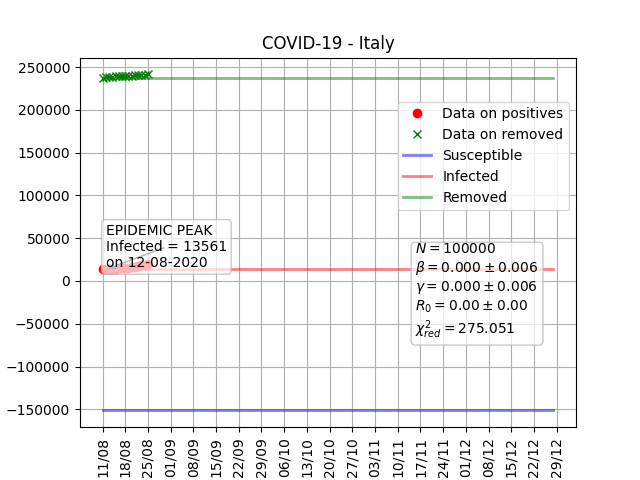 COVID-19 - Italy
250000
200000
150000
100000
50000
0
−50000
−100000
−150000
Data on positives
Data on removed
Susceptible
Infected
Removed
EPIDEMIC PEAK
Infected = 13561
on 12-08-2020
N = 100000
β = 0.000 ± 0.006
γ = 0.000 ± 0.006
R₀ = 0.00 ± 0.00
χ²_red = 275.051
11/08
18/08
25/08
01/09
08/09
15/09
22/09
29/09
06/10
13/10
20/10
27/10
03/11
10/11
17/11
24/11
01/12
08/12
15/12
22/12
29/12